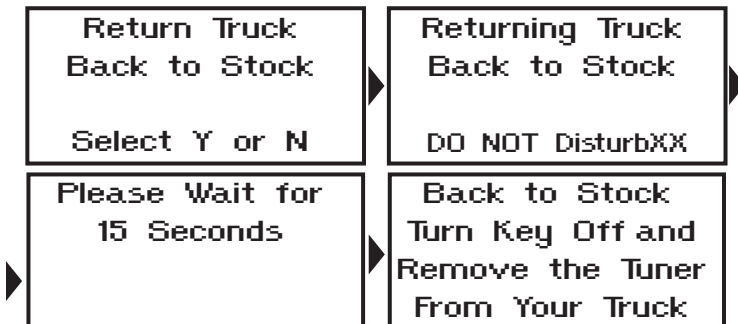 Return Truck
Back to Stock
Select Y or N
Returning Truck
Back to Stock
DO NOT DisturbXX
Please Wait for
15 Seconds
Back to Stock
Turn Key Off and
Remove the Tuner
From Your Truck